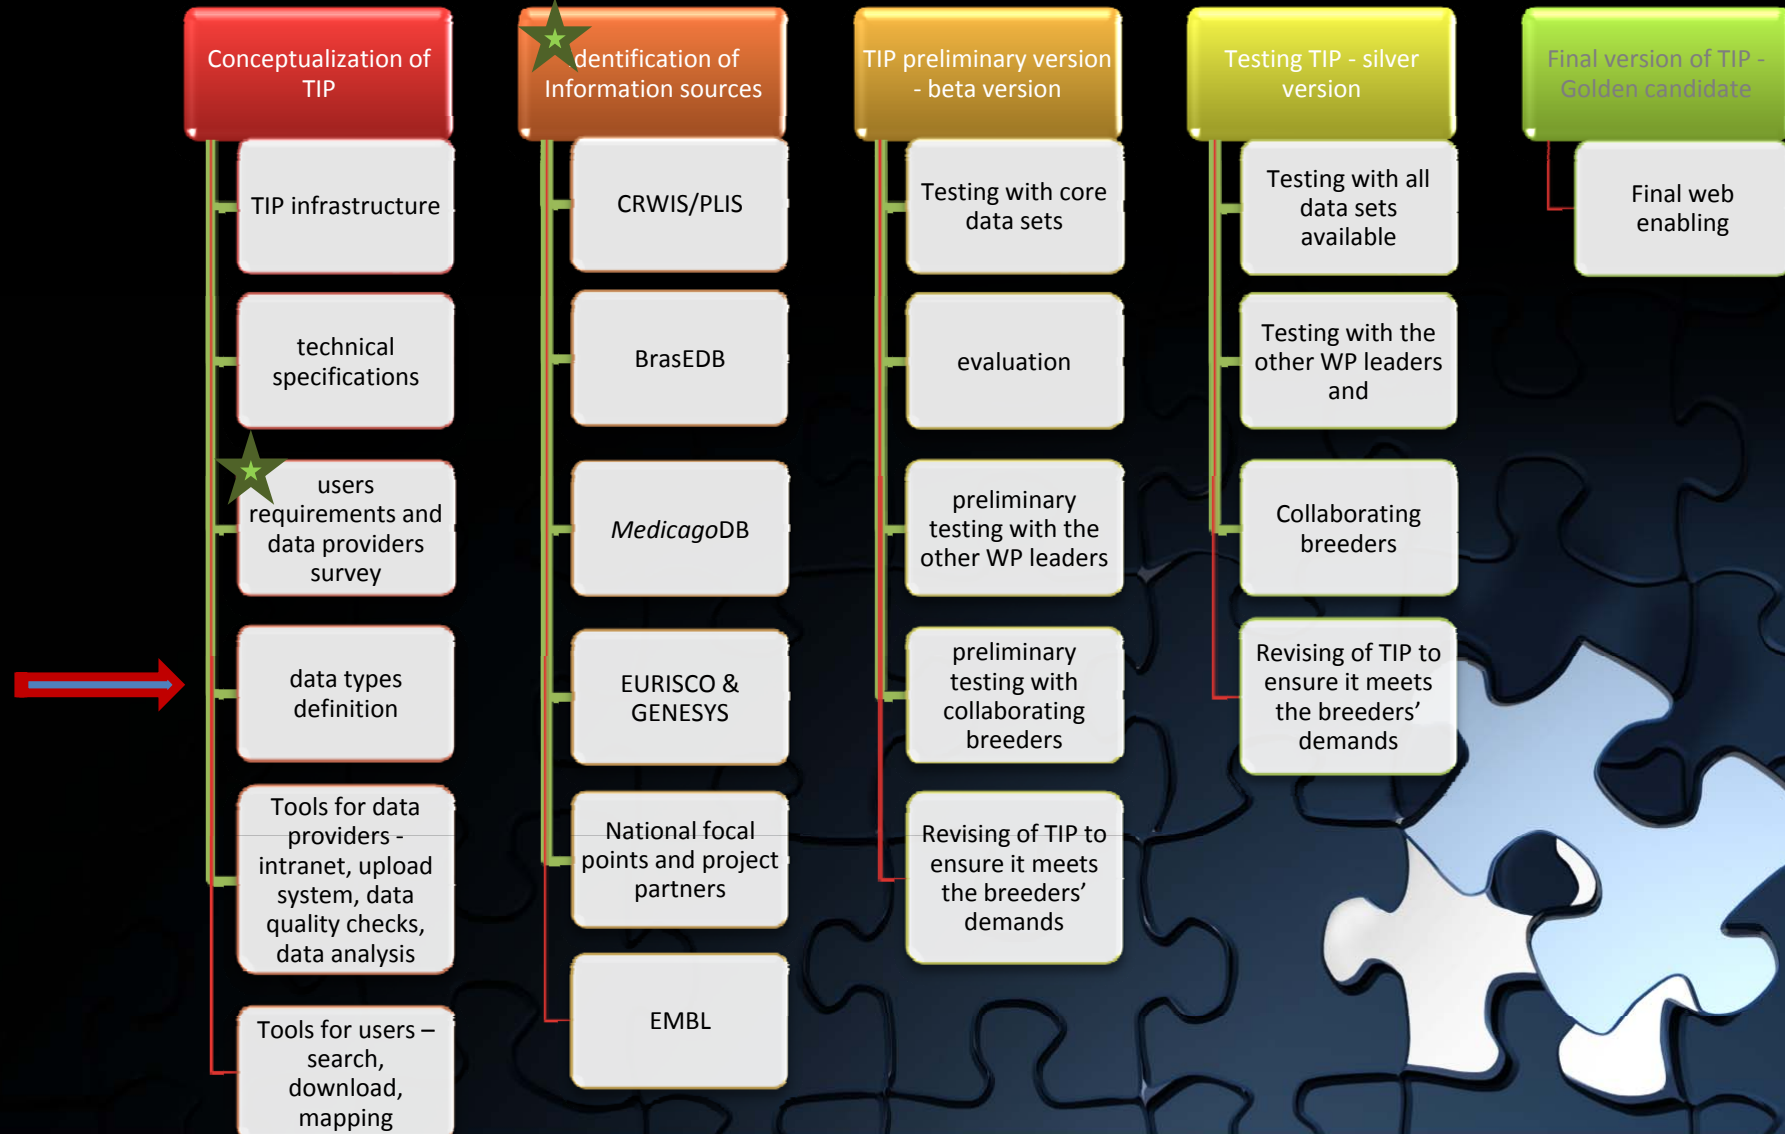 Conceptualization of
TIP
TIP infrastructure
technical
specifications
users
requirements and
data providers
survey
data types
definition
Tools for data
providers -
intranet, upload
system, data
quality checks,
data analysis
Tools for users –
search,
download,
mapping
dentification of
Information sources
CRWIS/PLIS
BrasEDB
MedicagoDB
EURISCO &
GENESYS
National focal
points and project
partners
EMBL
TIP preliminary version
- beta version
Testing with core
data sets
evaluation
preliminary
testing with the
other WP leaders
preliminary
testing with
collaborating
breeders
Revising of TIP to
ensure it meets
the breeders’
demands
Testing TIP - silver
version
Testing with all
data sets
available
Testing with the
other WP leaders
and
Collaborating
breeders
Revising of TIP to
ensure it meets
the breeders’
demands
Final version of TIP -
Golden candidate
Final web
enabling